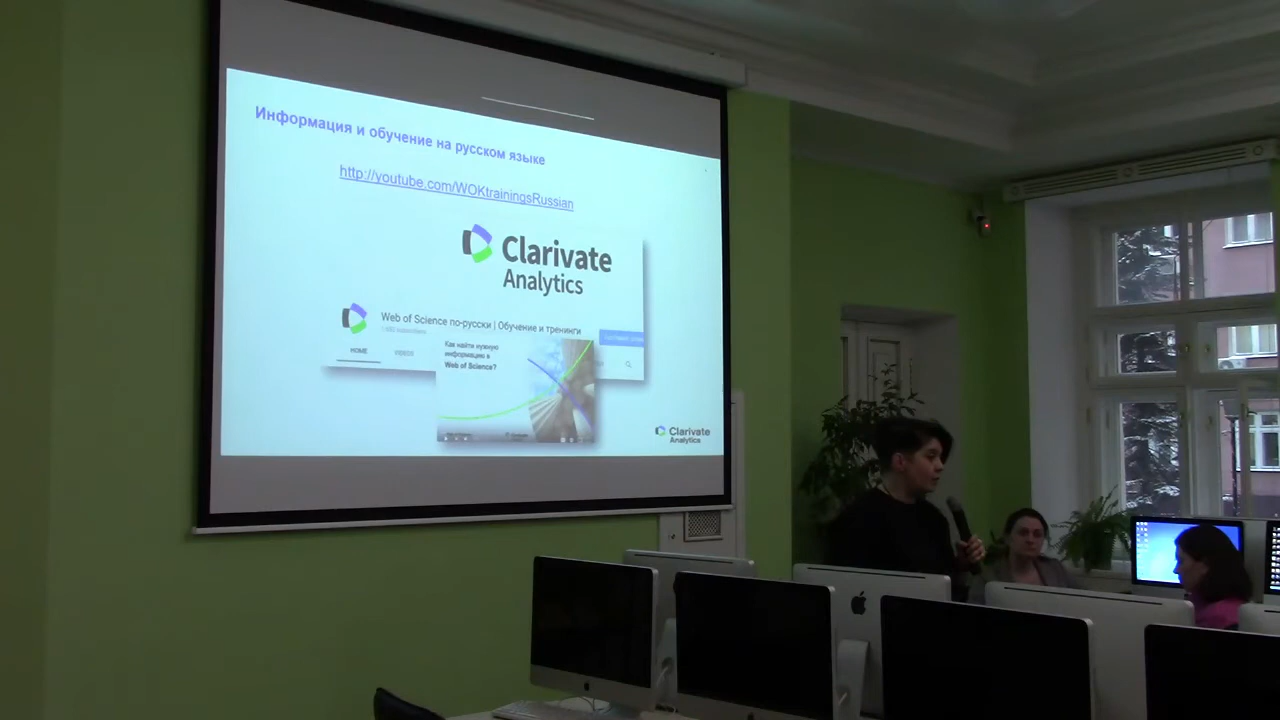 Информация и обучение на русском языке
http://youtube.com/WOKtrainingsRussian
Clarivate
Analytics
Web of Science по-русски | Обучение и тренинги
HOME
VIDEOS
Как найти нужную
информацию в
Web of Science?
Clarivate
Analytics